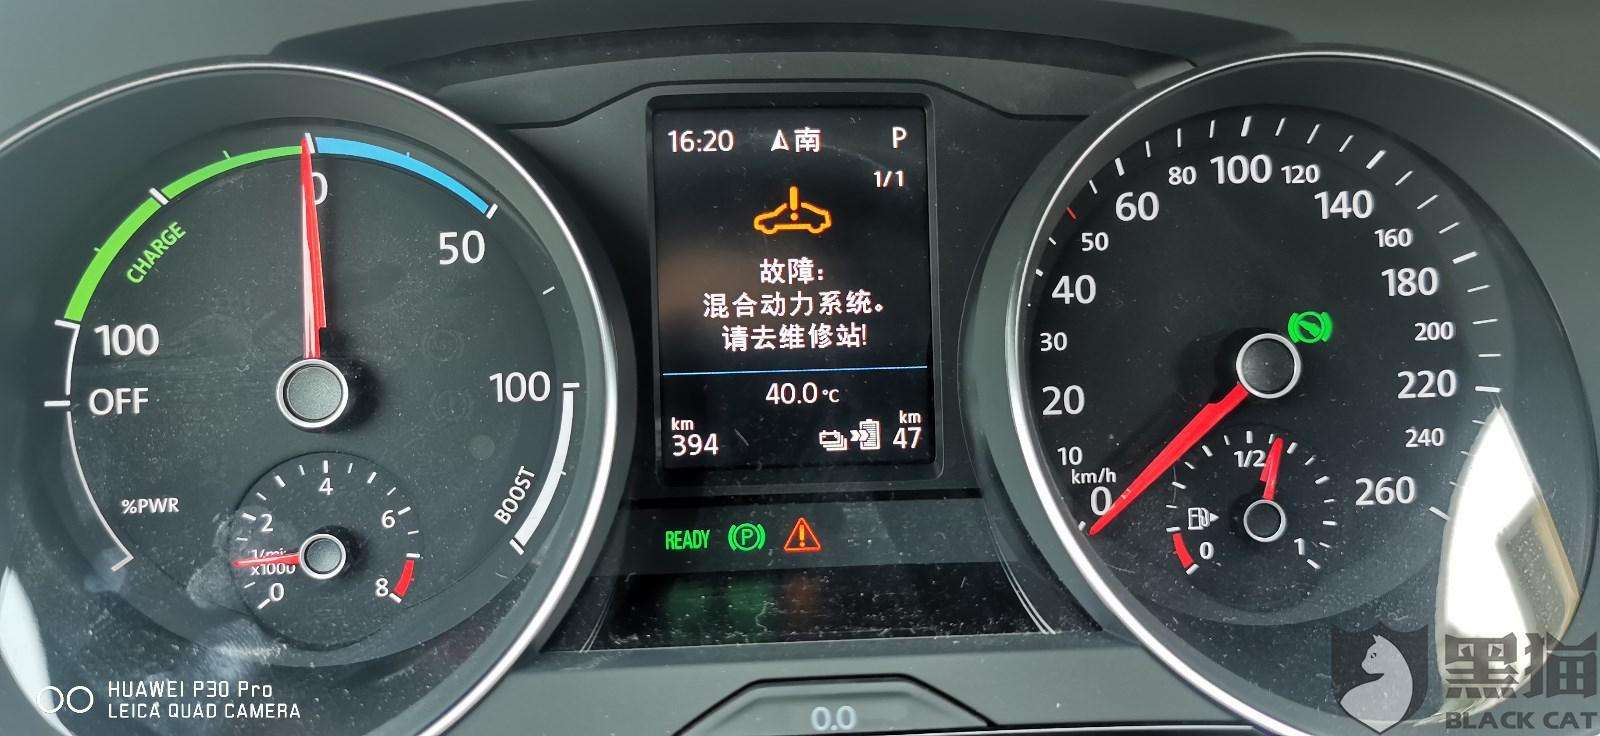 0
50
100
BOOST
CHARGE
100
OFF
%PWR
2
4
6
8
0
1/min
x1000
16:20 南 P
1/1
故障：
混合动力系统。
请去维修站!
40.0 °C
km
394
km
47
READY
P
0
10
20
30
40
50
60
80
100
120
140
160
180
200
220
240
260
km/h
0
1/2
1
0.0
HUAWEI P30 Pro
LEICA QUAD CAMERA
黑猫
BLACK CAT